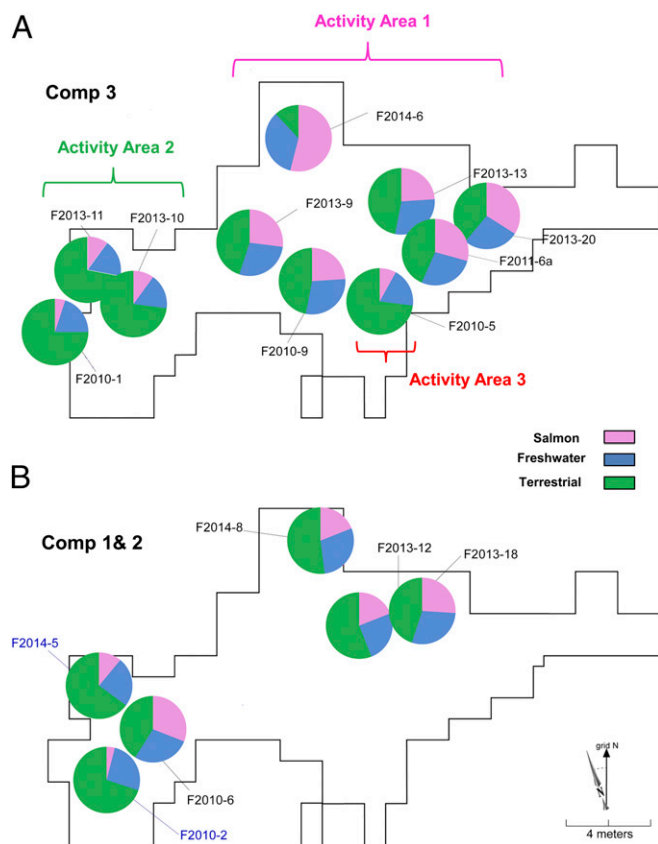 A
Activity Area 1
Comp 3
F2014-6
Activity Area 2
F2013-11
F2013-10
F2013-9
F2013-13
F2013-20
F2011-6a
F2010-5
F2010-9
F2010-1
Activity Area 3
Salmon
Freshwater
Terrestrial
B
Comp 1& 2
F2014-8
F2013-12
F2013-18
F2014-5
F2010-6
F2010-2
grid N
N
4 meters